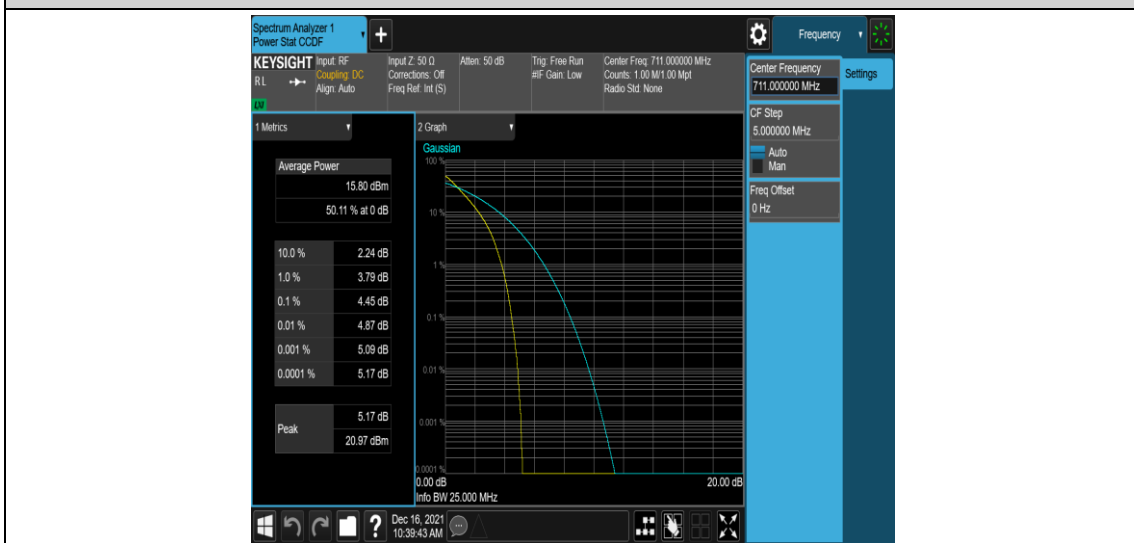 Spectrum Analyzer 1
Power Stat CCDF
+
Frequency
KEYSIGHT
RL
LXI
Input: RF
Coupling: DC
Align: Auto
Input Z: 50 Ω
Corrections: Off
Freq Ref: Int (S)
Atten: 50 dB
Trig: Free Run
#IF Gain: Low
Center Freq: 711.000000 MHz
Counts: 1.00 M/1.00 Mpt
Radio Std: None
Center Frequency
711.000000 MHz
Settings
CF Step
5.000000 MHz
Auto
Man
Freq Offset
0 Hz
1 Metrics
Average Power
15.80 dBm
50.11 % at 0 dB
10.0 % 2.24 dB
1.0 % 3.79 dB
0.1 % 4.45 dB
0.01 % 4.87 dB
0.001 % 5.09 dB
0.0001 % 5.17 dB
Peak
5.17 dB
20.97 dBm
2 Graph
Gaussian
100 %
10 %
1 %
0.1 %
0.01 %
0.001 %
0.0001 %
0.00 dB 20.00 dB
Info BW 25.000 MHz
?
Dec 16, 2021
10:39:43 AM